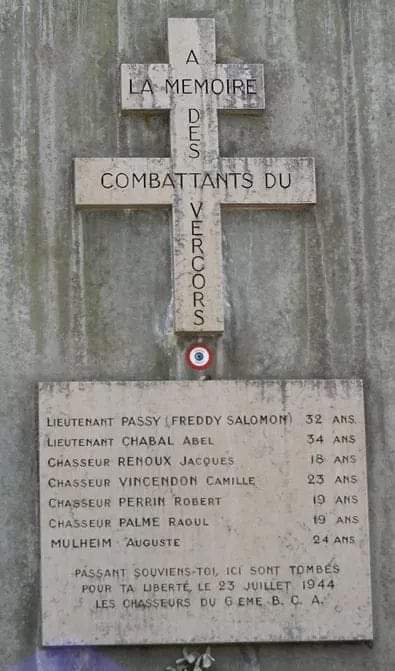 A
LA MEMOIRE
DES
COMBATTANTS DU
VERCORS
LIEUTENANT PASSY (FREDDY SALOMON) 32 ANS
LIEUTENANT CHABAL ABEL 34 ANS
CHASSEUR RENOUX JACQUES 18 ANS
CHASSEUR VINCENDON CAMILLE 23 ANS
CHASSEUR PERRIN ROBERT 19 ANS
CHASSEUR PALME RAOUL 19 ANS
MULHEIM AUGUSTE 24 ANS
PASSANT SOUVIENS-TOI, ICI SONT TOMBÉS
POUR TA LIBERTÉ, LE 23 JUILLET 1944
LES CHASSEURS DU 6 EME B.C.A.